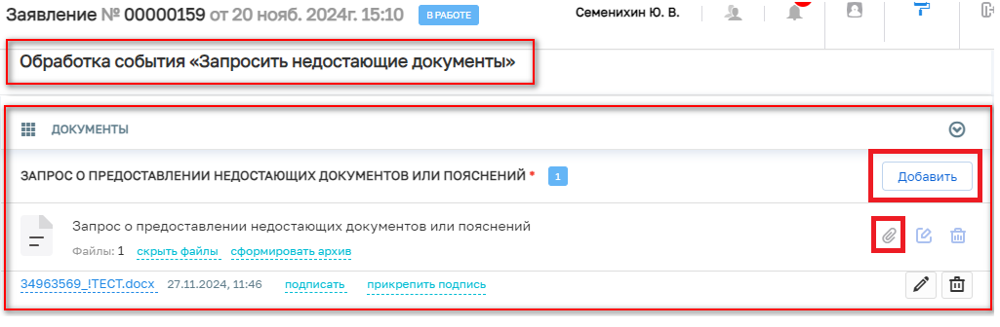 Заявление № 00000159 от 20 нояб. 2024г. 15:10 В РАБОТЕ Семенихин Ю. В.
Обработка события «Запросить недостающие документы»
ДОКУМЕНТЫ
ЗАПРОС О ПРЕДОСТАВЛЕНИИ НЕДОСТАЮЩИХ ДОКУМЕНТОВ ИЛИ ПОЯСНЕНИЙ * 1 Добавить
Запрос о предоставлении недостающих документов или пояснений
Файлы: 1 скрыть файлы сформировать архив
34963569_!ТЕСТ.docx 27.11.2024, 11:46 подписать прикрепить подпись